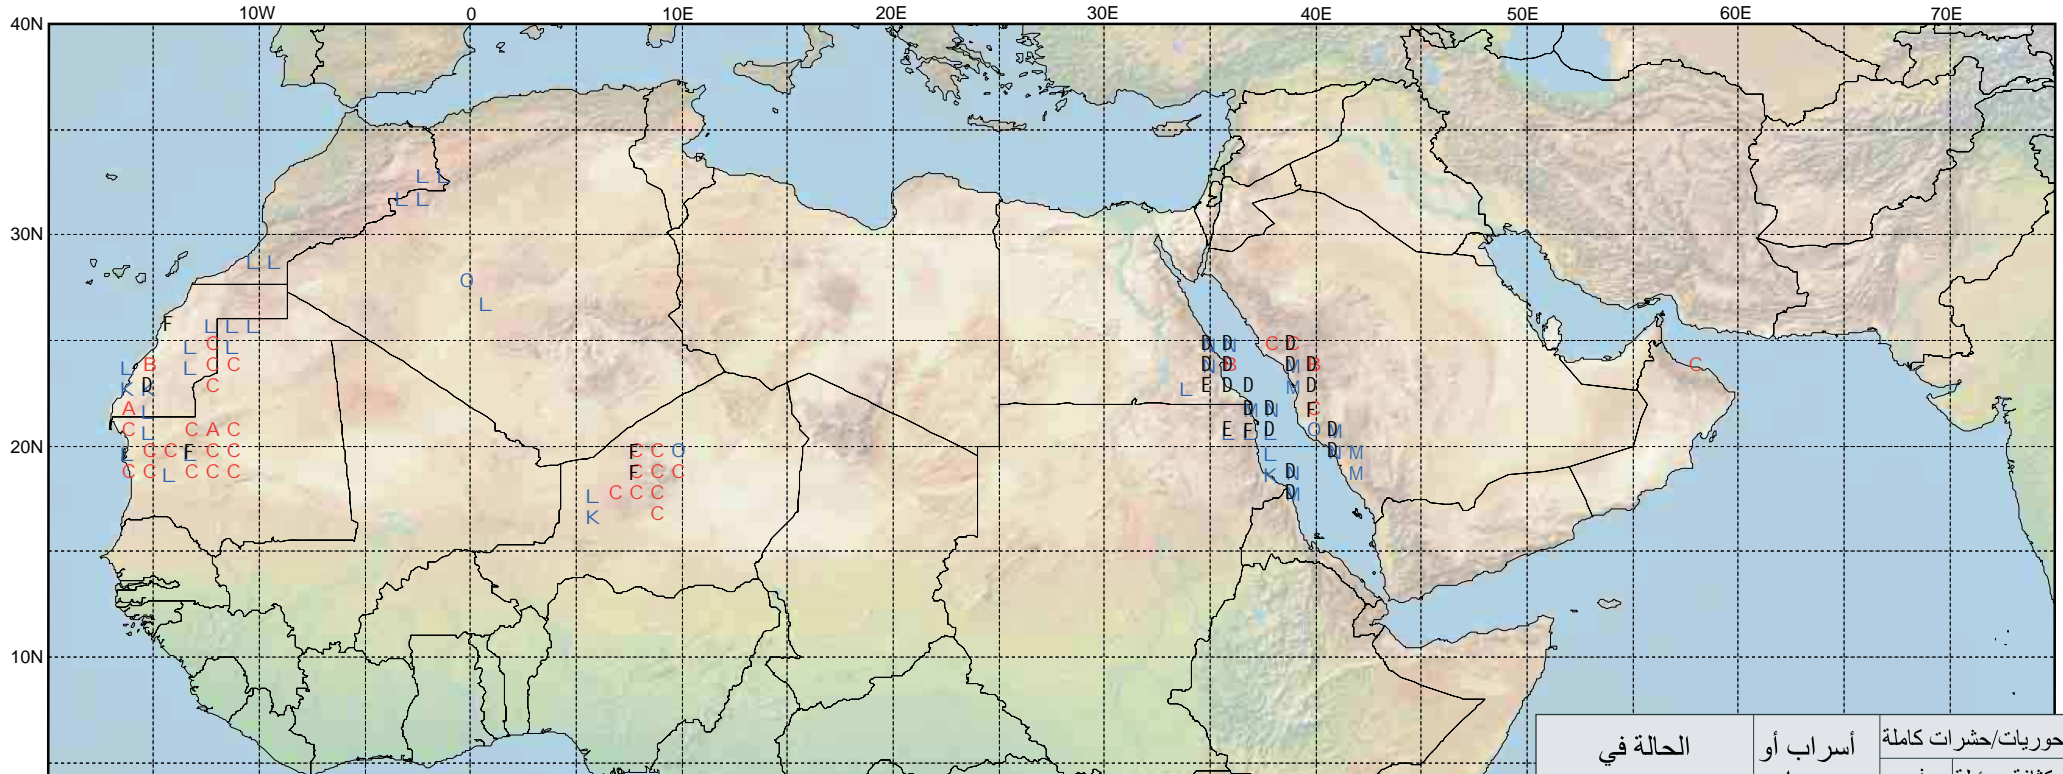 10W 0 10E 20E 30E 40E 50E 60E 70E
40N
L L
L L
30N
L L
O
L
F
L L L
C
L L
D D N D N C C D
L B C C L
D N D B M D B C
K D K C
L E D D M D
A L
M D N F C
C L C A C
E L F D O D M
20N
L C C F L C C F C C O
L D N M
C C L C C C F C C
K D N M
L C C C
D M
K C
10N
الحالة في
أسراب أو
حوريات/حشرات كاملة